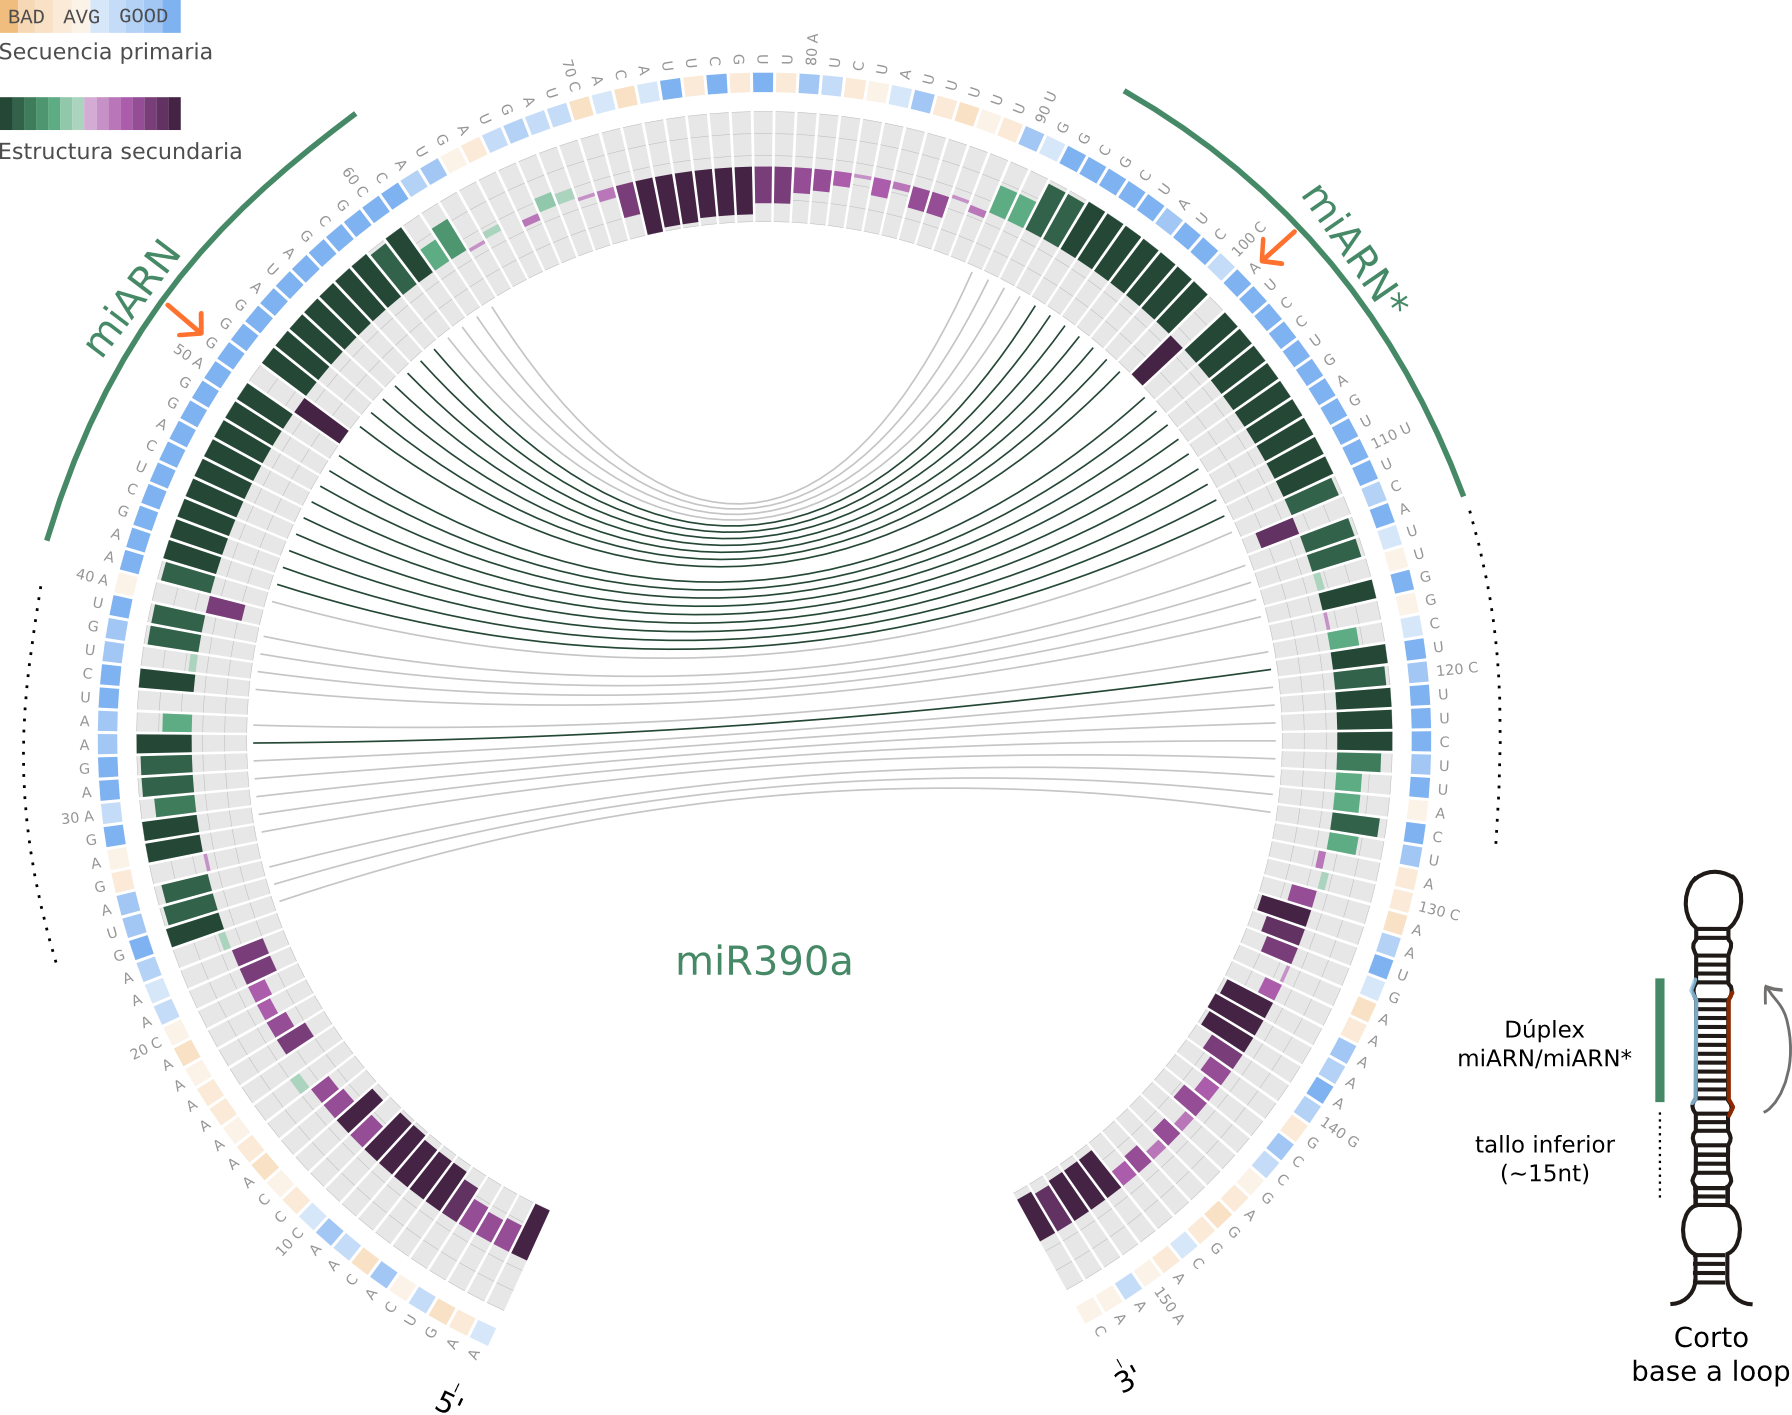 BAD AVG GOOD
Secuencia primaria
Estructura secundaria
miARN
miARN*
5'
A A G U C A C A A 10 C
C C A A A A A A A 20 C
A A A G U A G A G 30 A
A G A A U C U G U 40 A
A A G C U C A G G 50 A
G G G A U A G C G 60 C
C A U G A U G A U 70 C
A C A U U C G U U 80 A
U C U A U U U U U 90 U
G G C G C U A U C 100 C
A U C C U G A G U 110 U
U C A U U G G C U 120 C
U U C U U A C U A 130 C
A A U G A A A A A 140 G
G C C G A G G C A 150 A
A A C
3'
miR390a
Dúplex
miARN/miARN*
tallo inferior
(~15nt)
Corto
base a loop